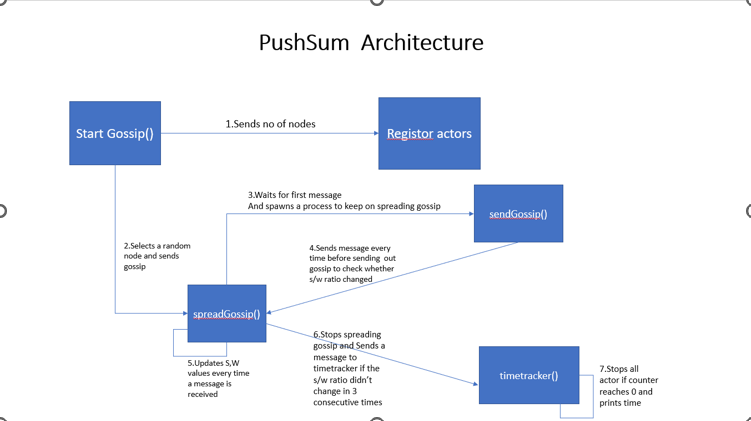 PushSum Architecture
Start Gossip()
1.Sends no of nodes
Registor actors
3.Waits for first message
And spawns a process to keep on spreading gossip
sendGossip()
2.Selects a random
node and sends
gossip
4.Sends message every
time before sending out
gossip to check whether
s/w ratio changed
spreadGossip()
5.Updates S,W
values every time
a message is
received
6.Stops spreading
gossip and Sends a
message to
timetracker if the
s/w ratio didn't
change in 3
consecutive times
timetracker()
7.Stops all
actor if counter
reaches 0 and
prints time